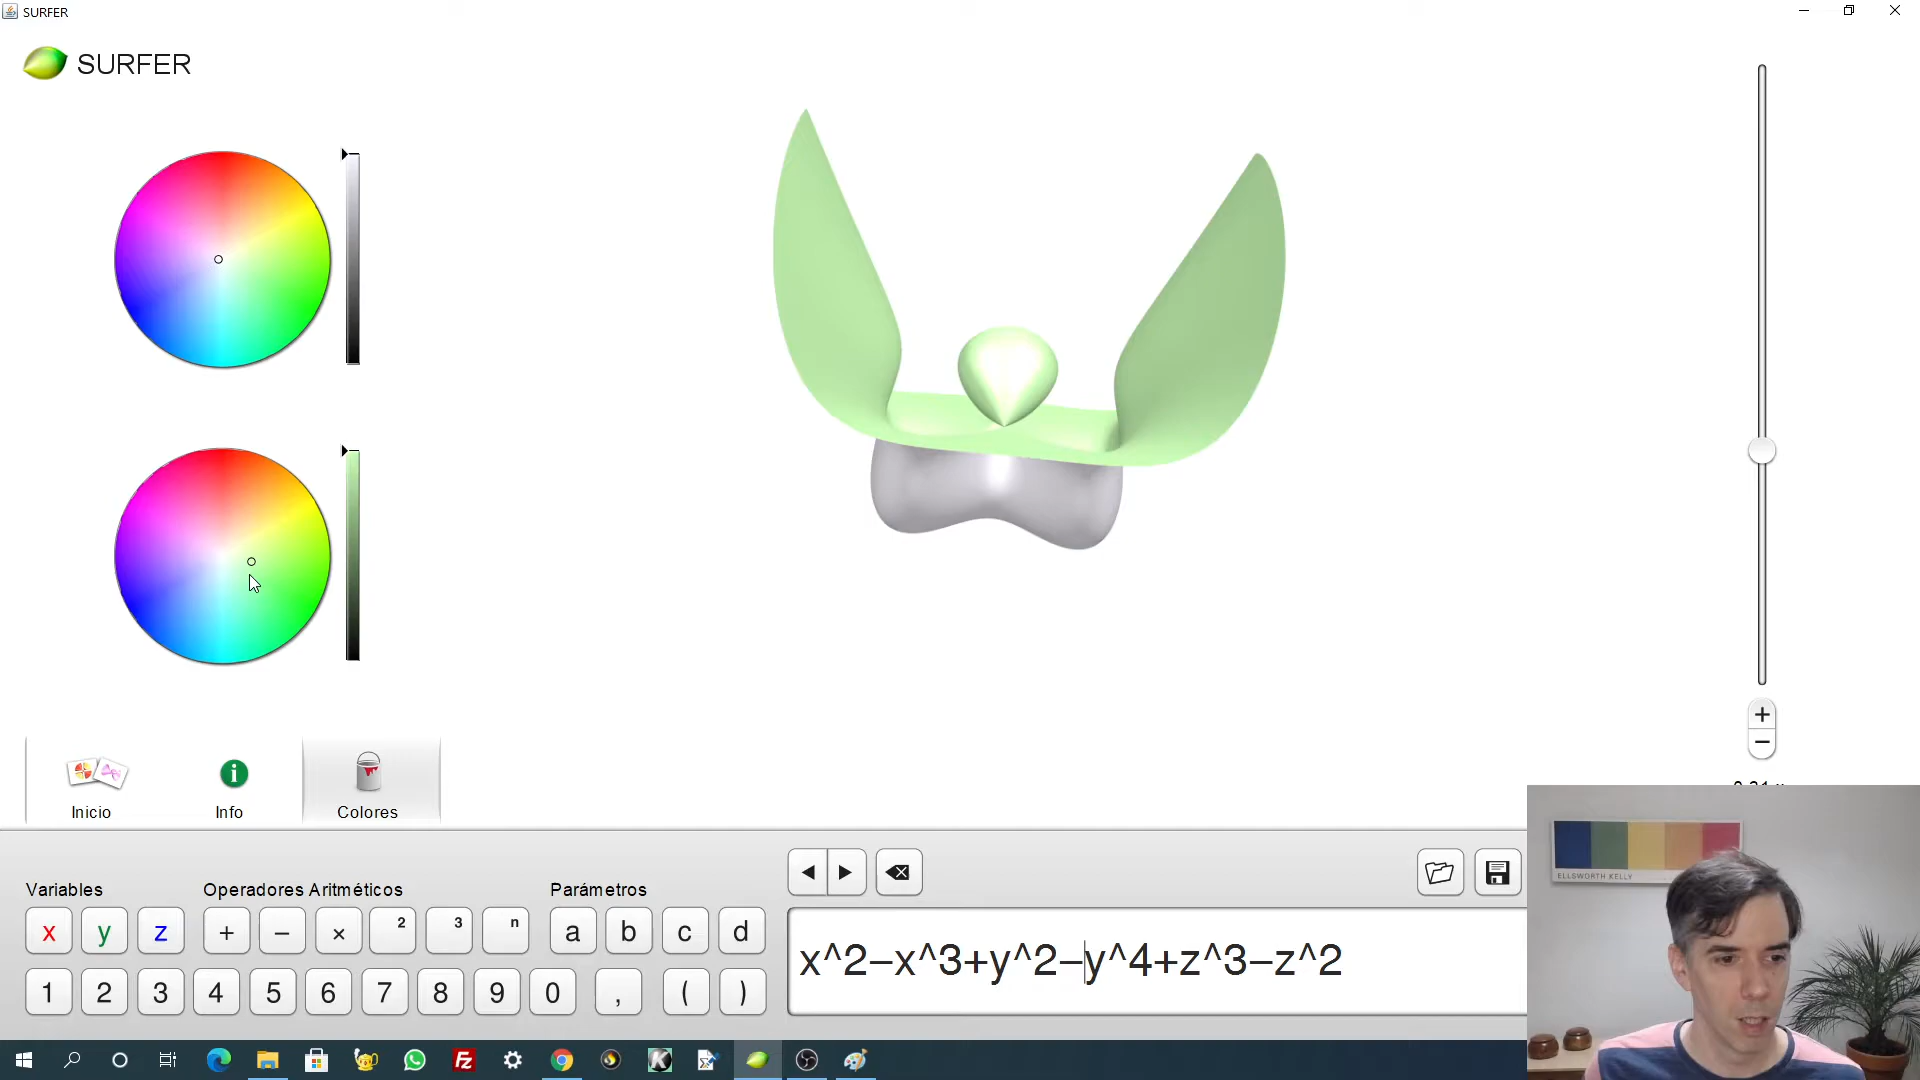 SURFER
SURFER
+
−
Inicio
Info
Colores
Variables
Operadores Aritméticos
Parámetros
x y z + − × 2 3 n a b c d
1 2 3 4 5 6 7 8 9 0 , ( )
x^2−x^3+y^2−y^4+z^3−z^2
ELLSWORTH KELLY
Fz
K